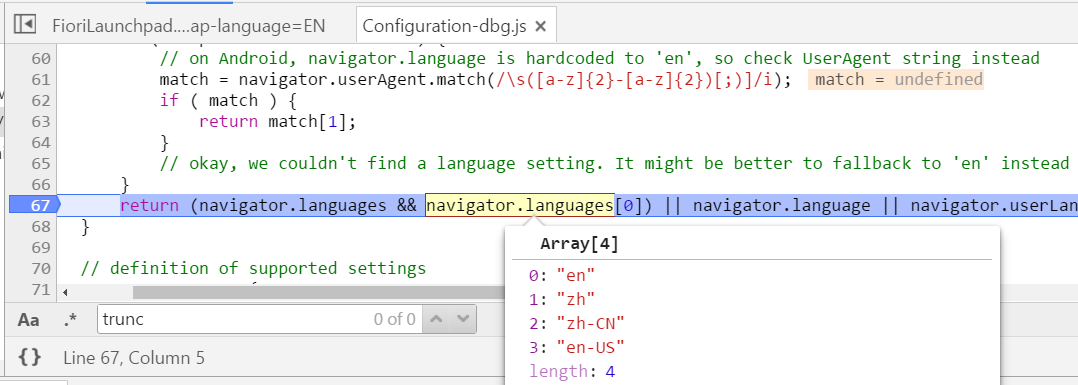 FioriLaunchpad....ap-language=EN
Configuration-dbg.js ×
60 // on Android, navigator.language is hardcoded to 'en', so check UserAgent string instead
61 match = navigator.userAgent.match(/\s([a-z]{2}-[a-z]{2})[;)]/i); match = undefined
62 if ( match ) {
63 return match[1];
64 }
65 // okay, we couldn't find a language setting. It might be better to fallback to 'en' instead
66 }
67 return (navigator.languages && navigator.languages[0]) || navigator.language || navigator.userLan
68 }
69
70 // definition of supported settings
71
Array[4]
0: "en"
1: "zh"
2: "zh-CN"
3: "en-US"
length: 4
Aa .* trunc 0 of 0
{} Line 67, Column 5